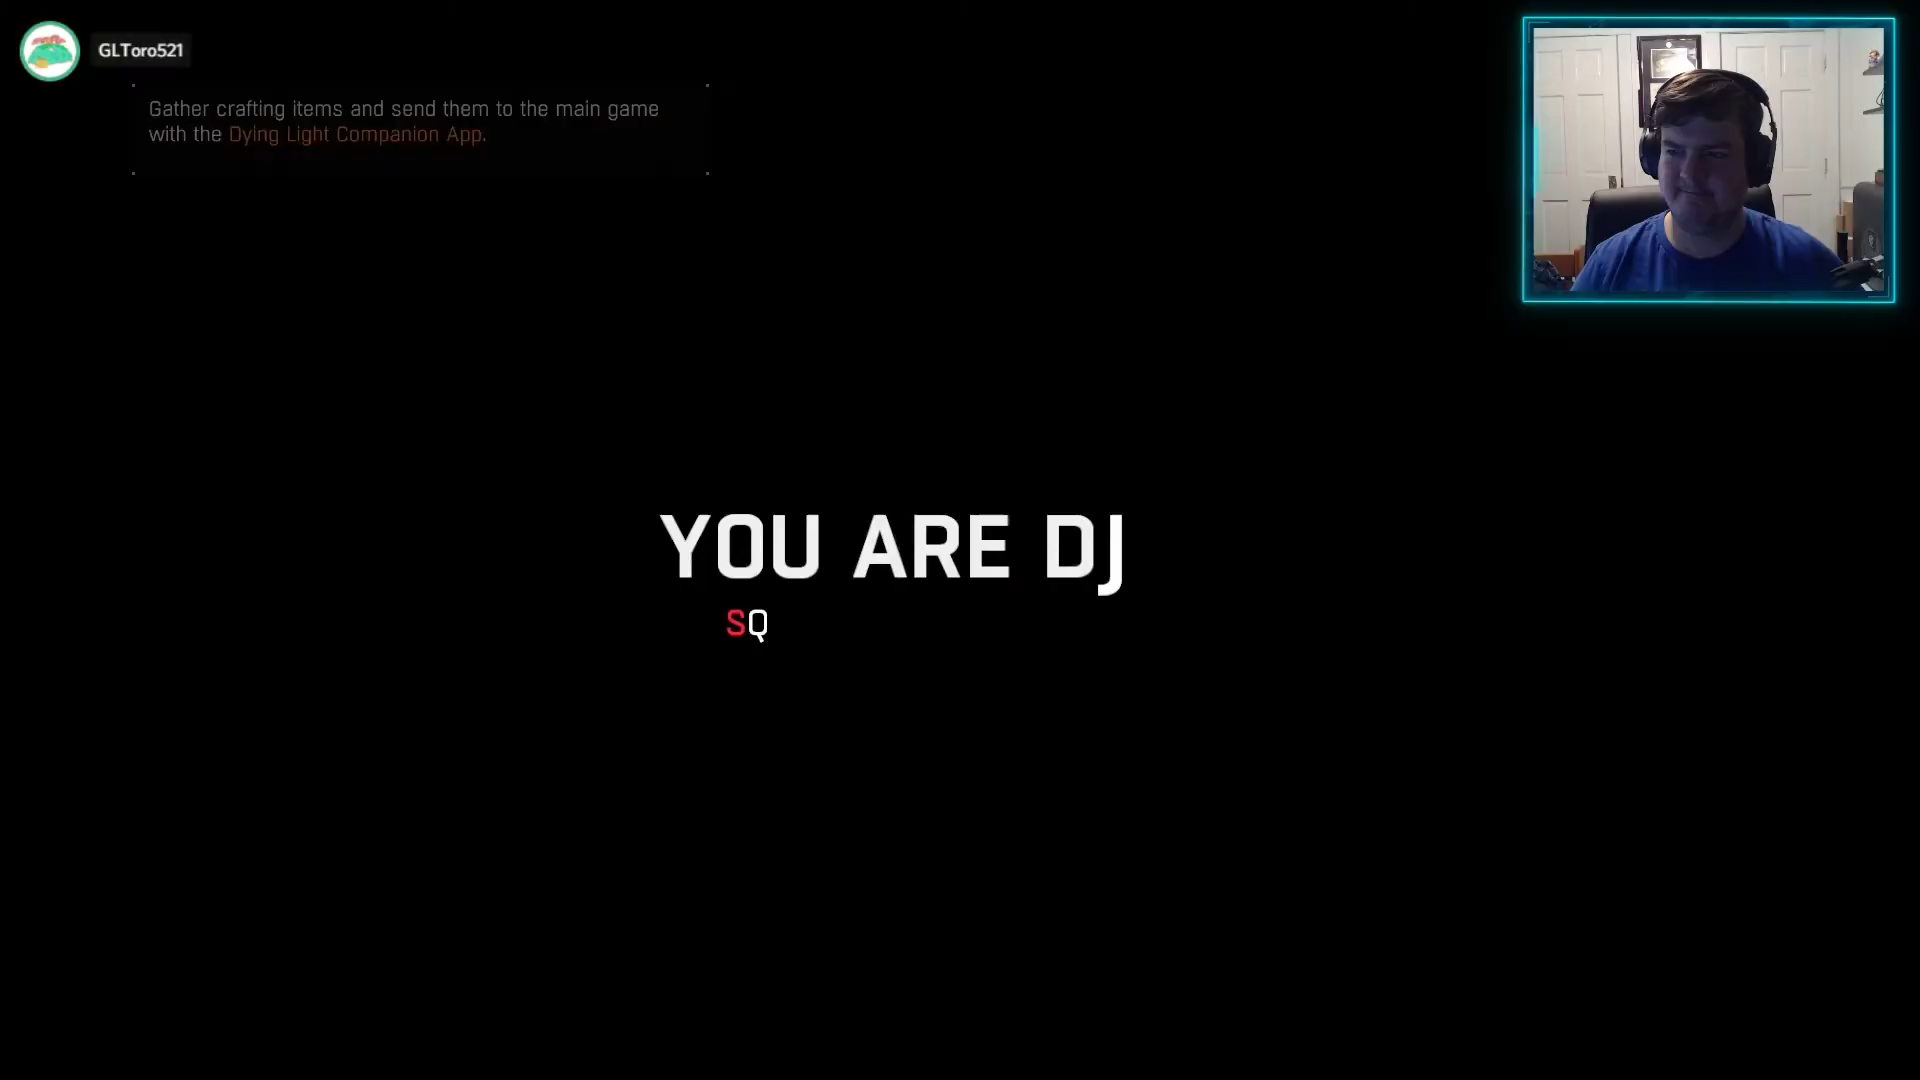 GLToro521
Gather crafting items and send them to the main game
with the Dying Light Companion App.
YOU ARE DJ
SQ